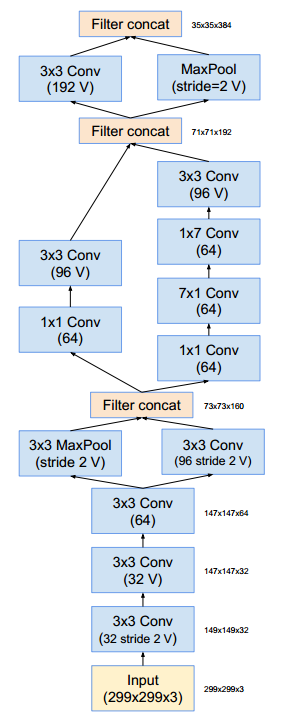 Filter concat
35x35x384
3x3 Conv
(192 V)
MaxPool
(stride=2 V)
Filter concat
71x71x192
3x3 Conv
(96 V)
1x7 Conv
(64)
3x3 Conv
(96 V)
7x1 Conv
(64)
1x1 Conv
(64)
1x1 Conv
(64)
Filter concat
73x73x160
3x3 MaxPool
(stride 2 V)
3x3 Conv
(96 stride 2 V)
3x3 Conv
(64)
147x147x64
3x3 Conv
(32 V)
147x147x32
3x3 Conv
(32 stride 2 V)
149x149x32
Input
(299x299x3)
299x299x3